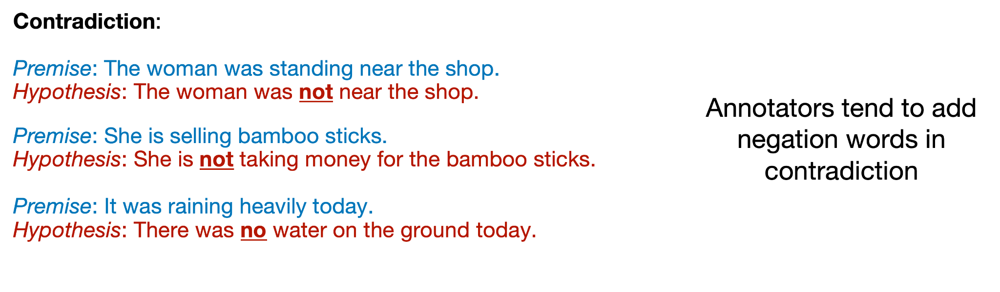 Contradiction:
Premise: The woman was standing near the shop.
Hypothesis: The woman was not near the shop.
Premise: She is selling bamboo sticks.
Hypothesis: She is not taking money for the bamboo sticks.
Premise: It was raining heavily today.
Hypothesis: There was no water on the ground today.
Annotators tend to add
negation words in
contradiction